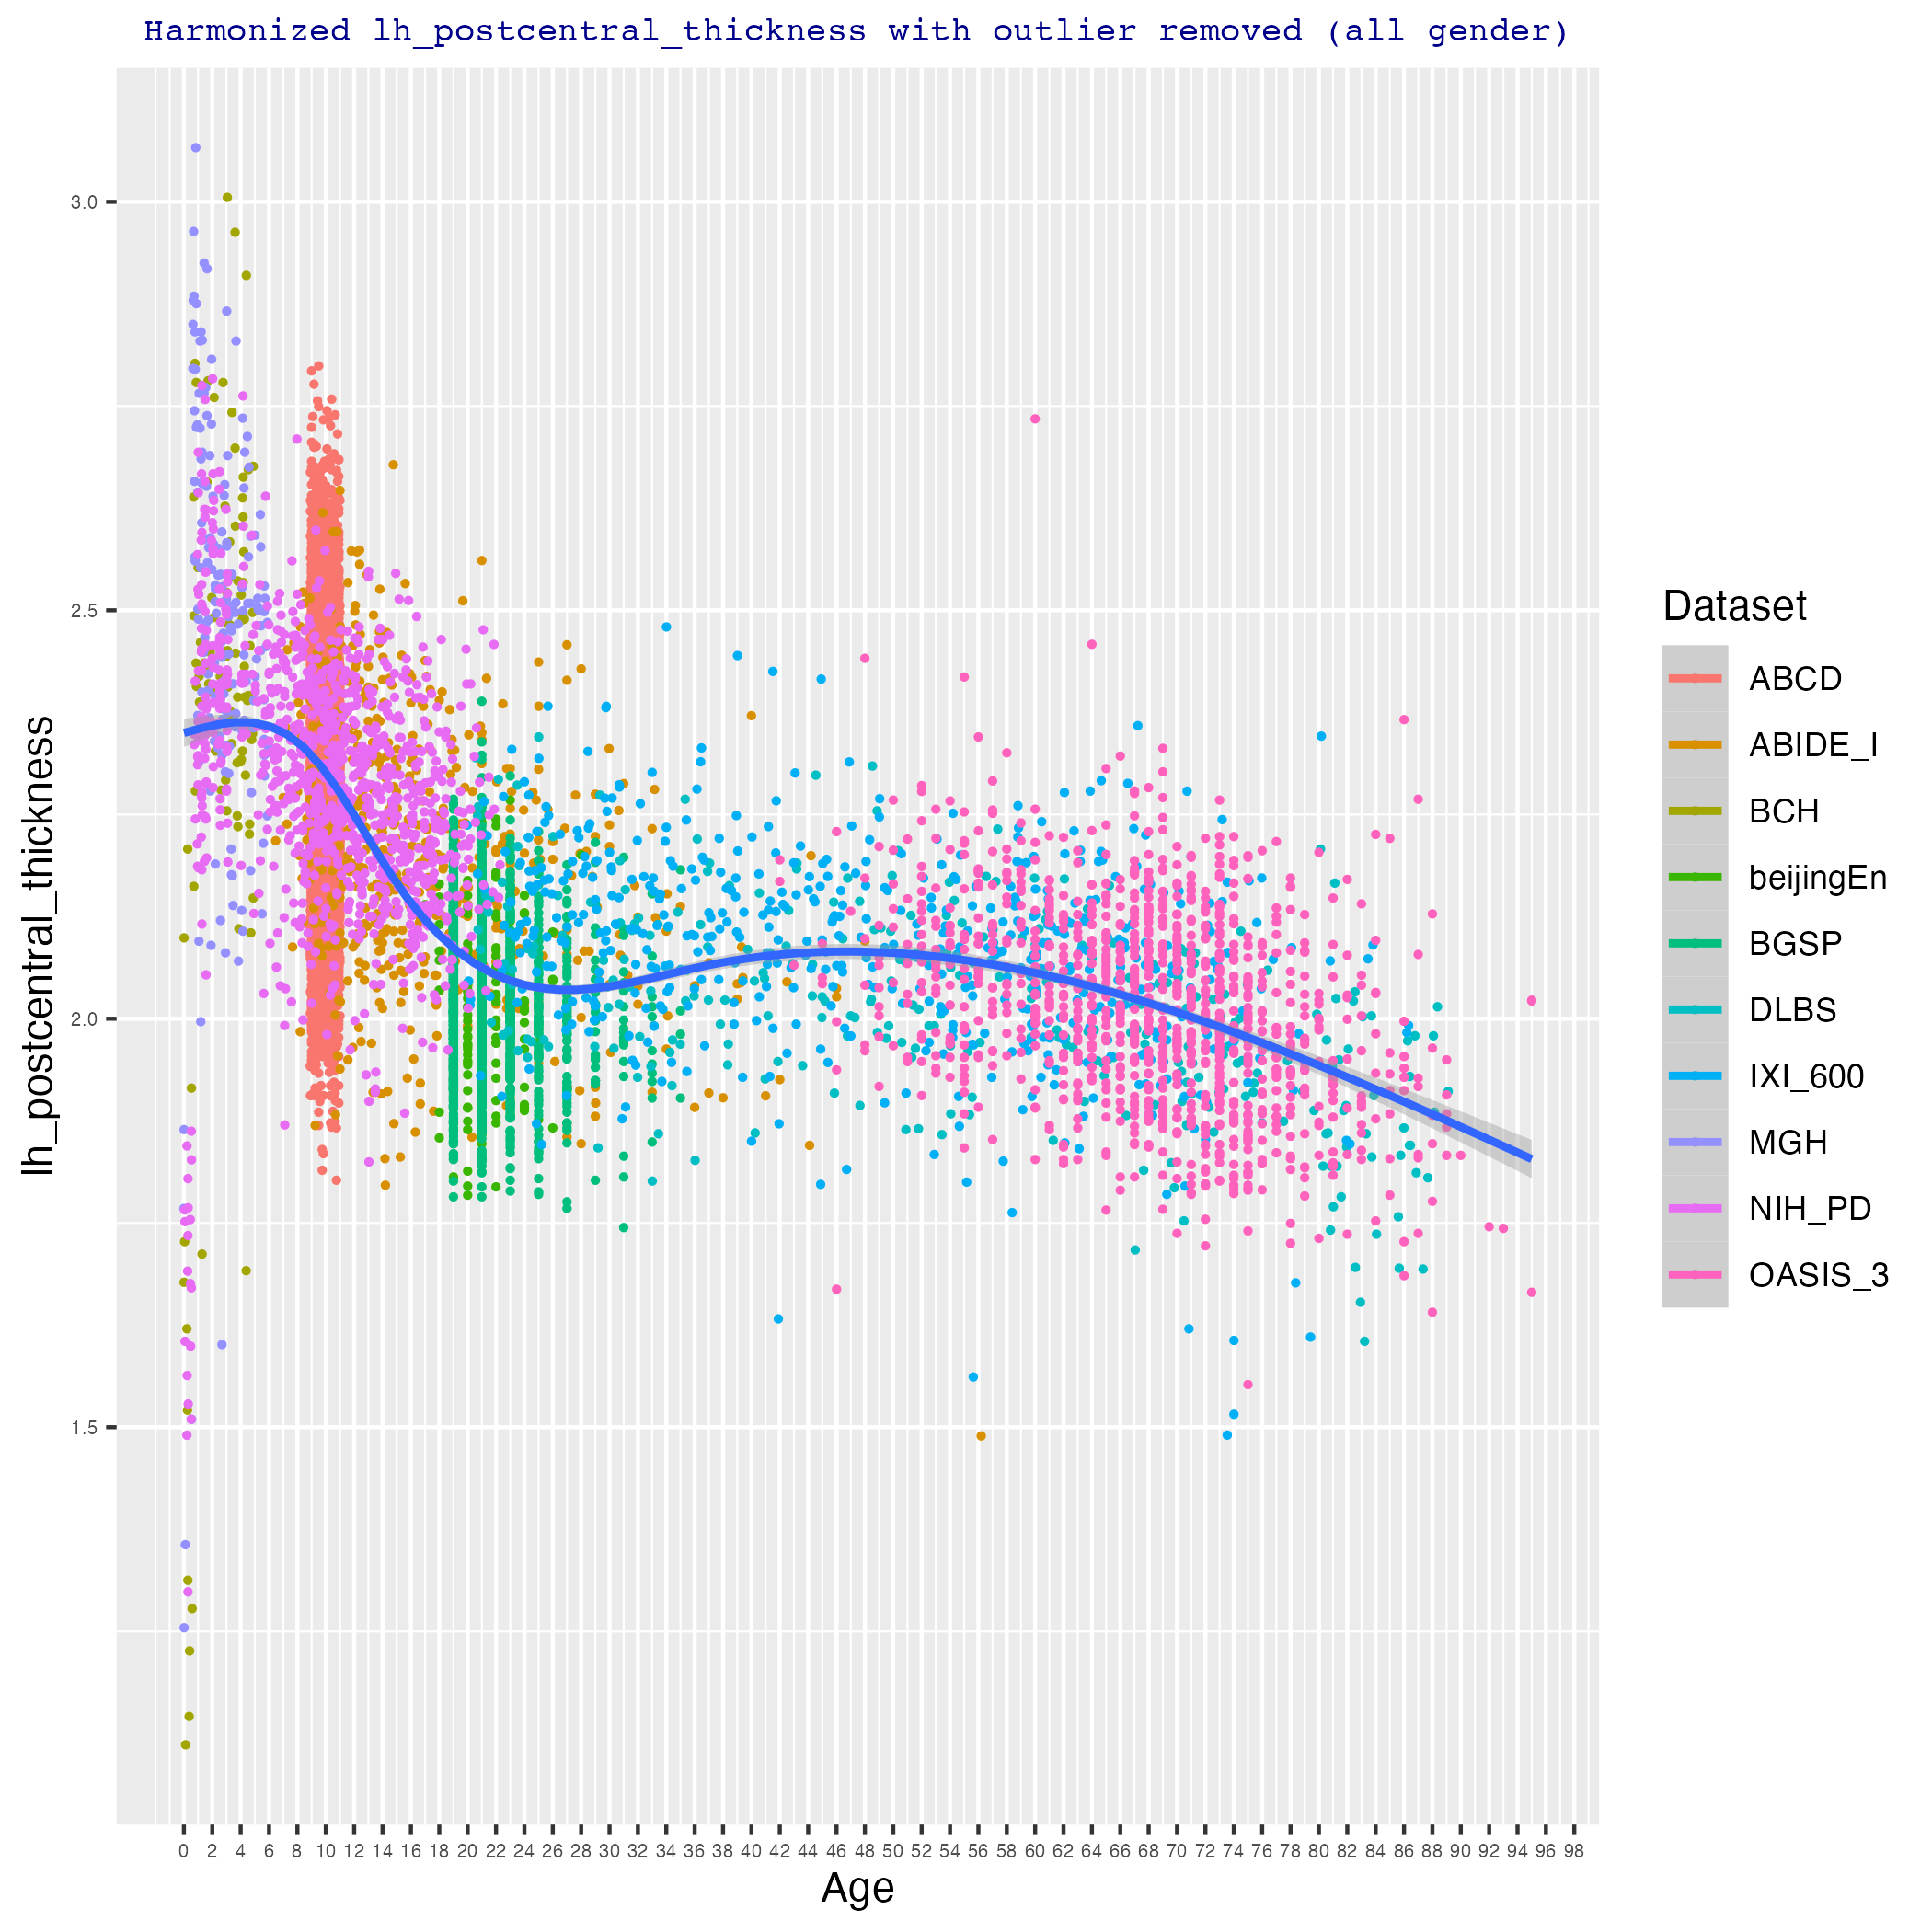 Harmonized lh_postcentral_thickness with outlier removed (all gender)
lh_postcentral_thickness
3.0
2.5
2.0
1.5
0 2 4 6 8 10 12 14 16 18 20 22 24 26 28 30 32 34 36 38 40 42 44 46 48 50 52 54 56 58 60 62 64 66 68 70 72 74 76 78 80 82 84 86 88 90 92 94 96 98
Age
Dataset
ABCD
ABIDE_I
BCH
beijingEn
BGSP
DLBS
IXI_600
MGH
NIH_PD
OASIS_3